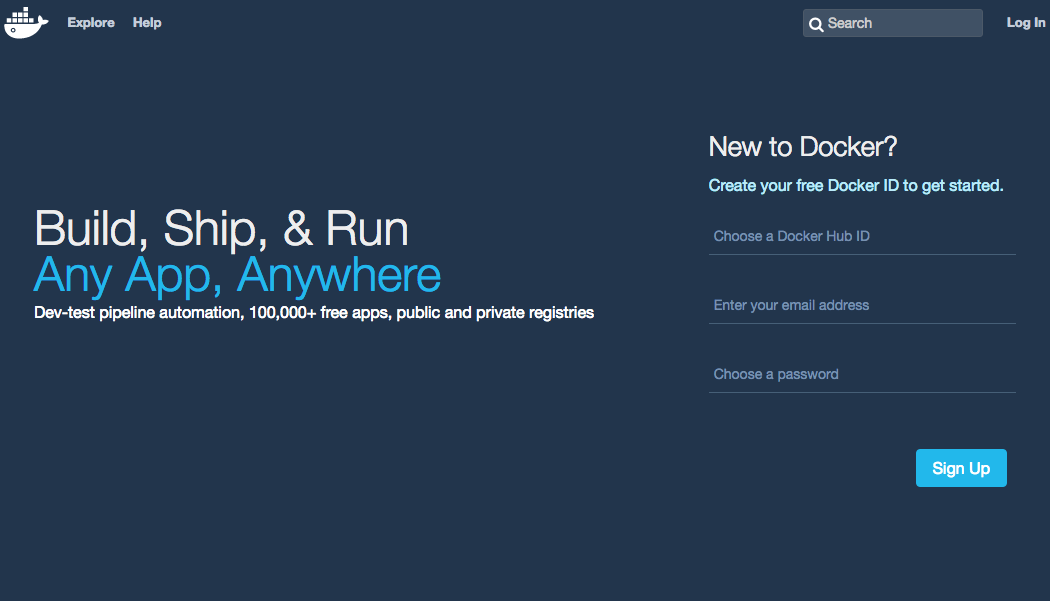 Explore Help Search Log In
New to Docker?
Create your free Docker ID to get started.
Build, Ship, & Run
Any App, Anywhere
Dev-test pipeline automation, 100,000+ free apps, public and private registries
Choose a Docker Hub ID
Enter your email address
Choose a password
Sign Up